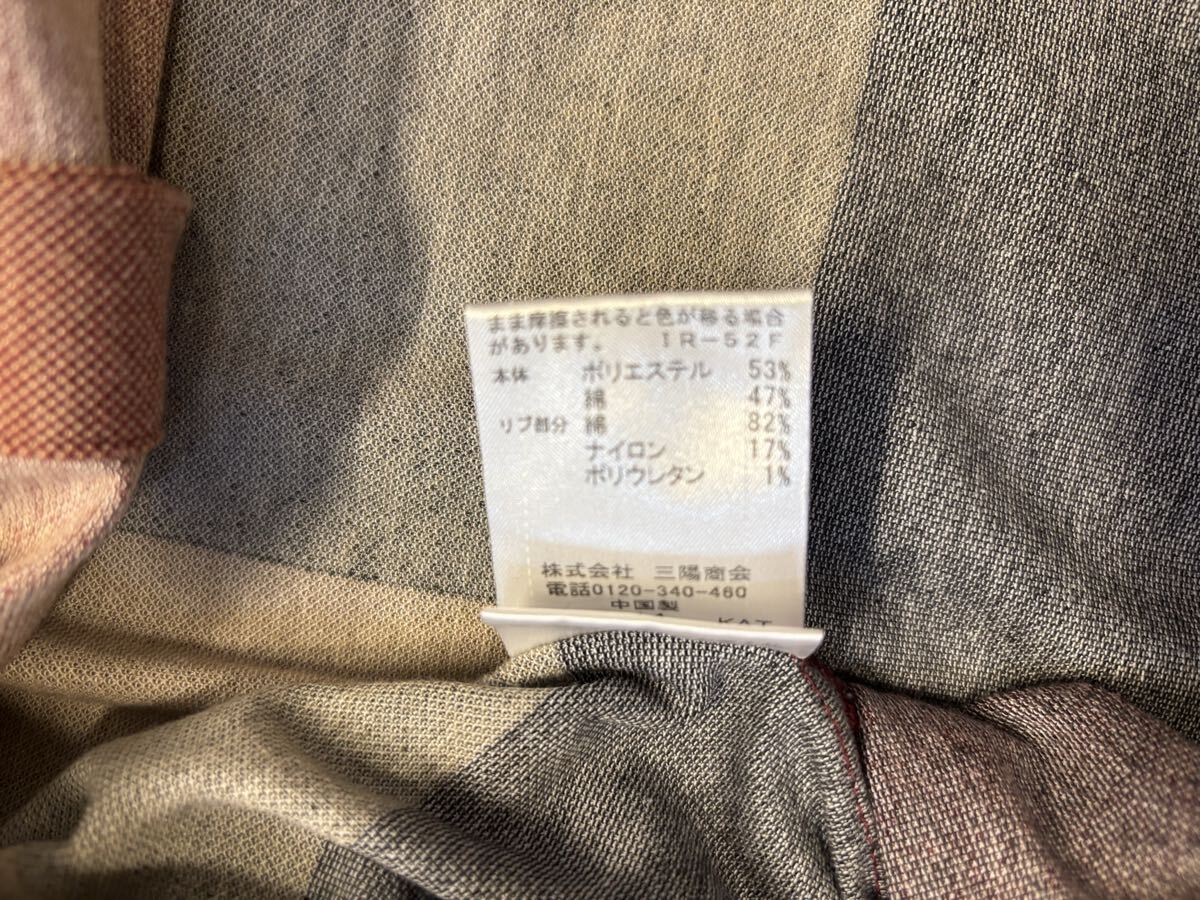 まま摩擦されると色が移る場合
があります。 IR-52F
本体 ポリエステル 53%
綿 47%
リブ部分 綿 82%
ナイロン 17%
ポリウレタン 1%
株式会社 三陽商会
電話0120-340-460
中国製
KAT